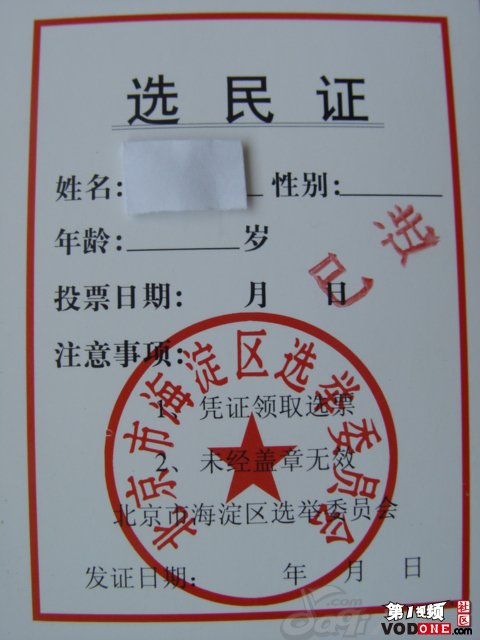 选民证
姓名：
性别：
年龄： 岁
投票日期： 月 日
已投
注意事项：
1、凭证领取选票
2、未经盖章无效
北京市海淀区选举委员会
北京市海淀区选举委员会
发证日期： 年 月 日
第1视频 社区
VODONE.COM